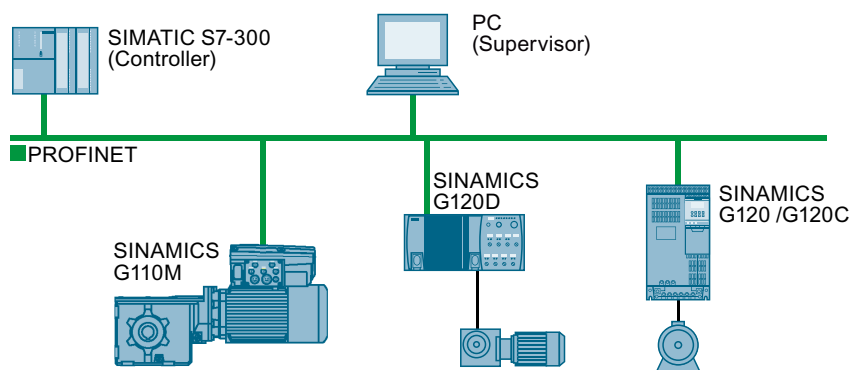 SIMATIC S7-300
(Controller)
PC
(Supervisor)
PROFINET
SINAMICS
G120D
SINAMICS
G120 /G120C
SINAMICS
G110M